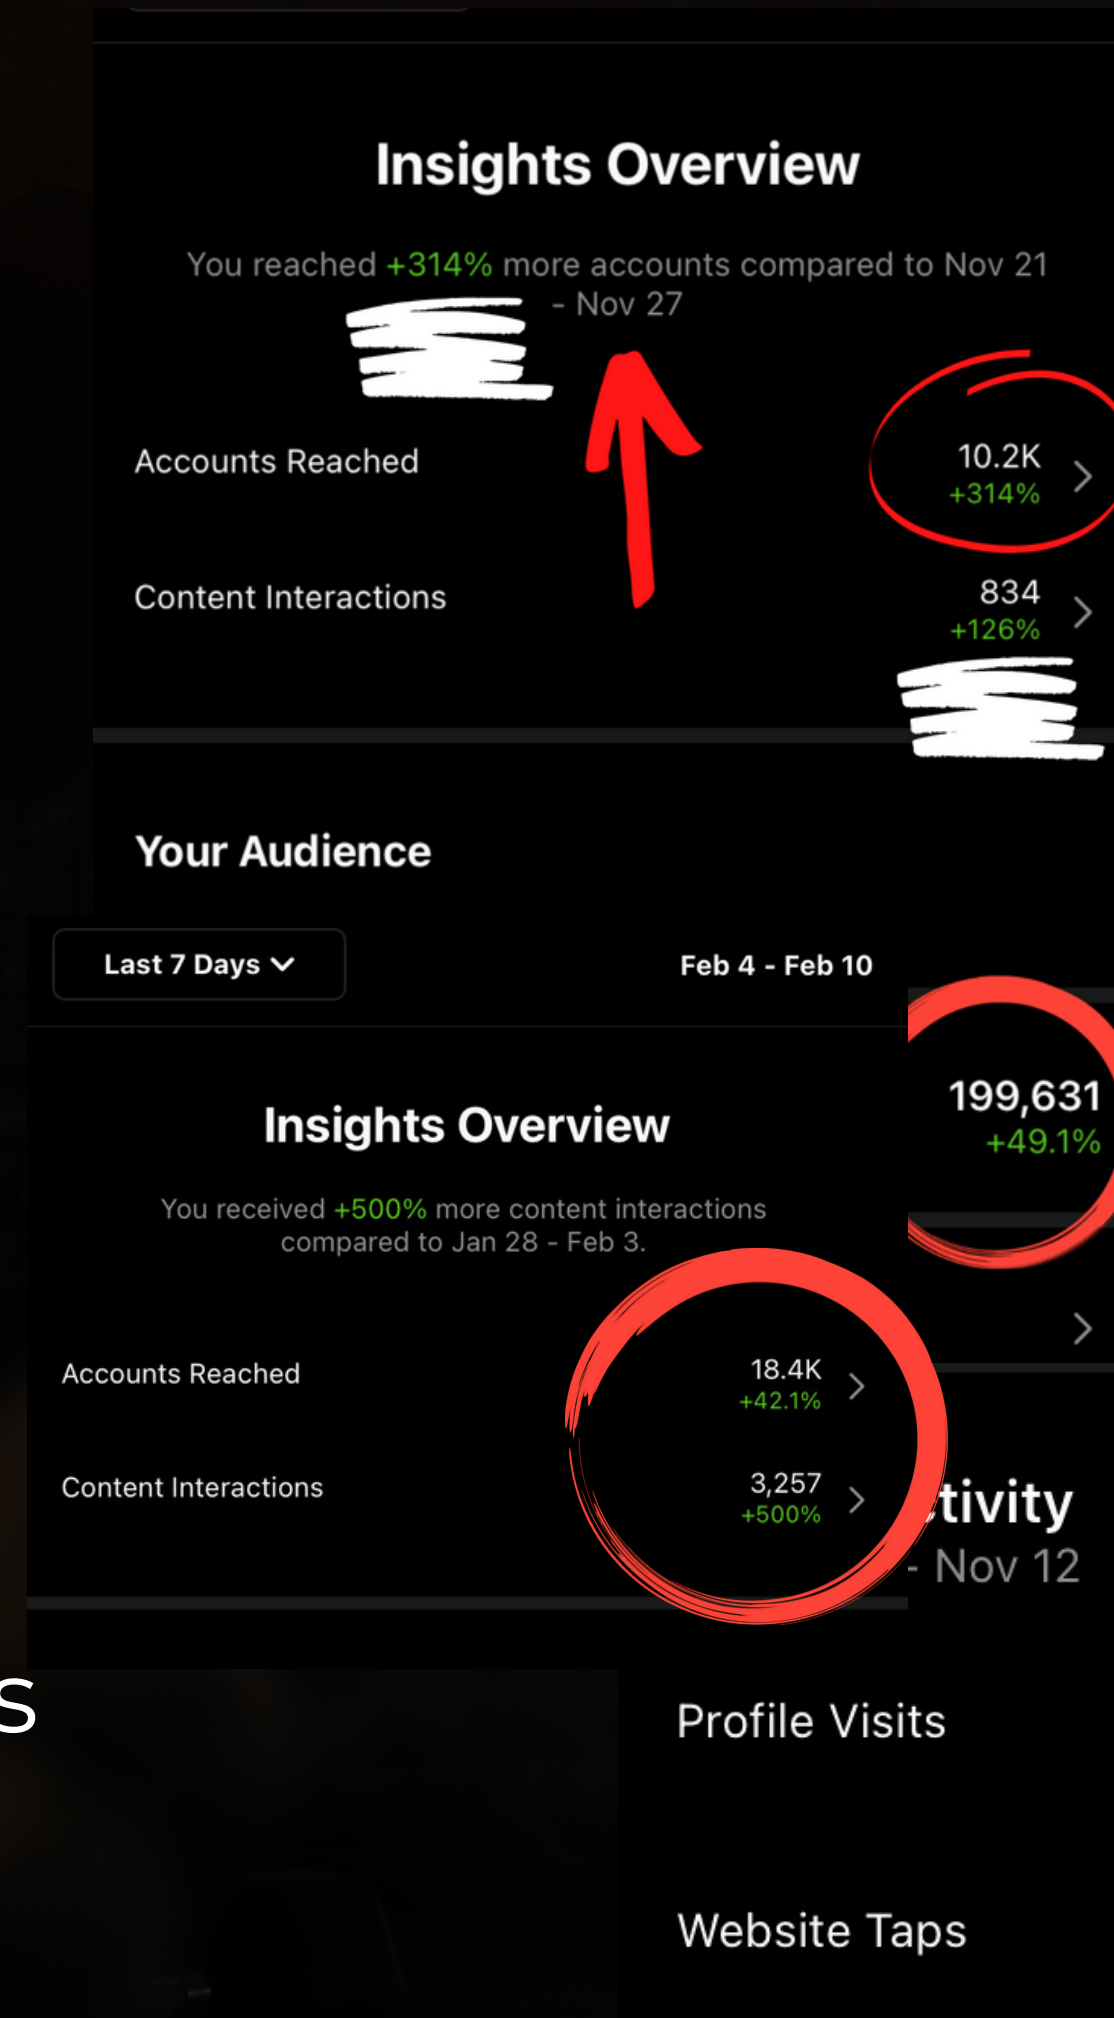 Insights Overview
You reached +314% more accounts compared to Nov 21
- Nov 27
Accounts Reached
10.2K
+314%
Content Interactions
834
+126%
Your Audience
Last 7 Days
Feb 4 - Feb 10
Insights Overview
You received +500% more content interactions
compared to Jan 28 - Feb 3.
Accounts Reached
18.4K
+42.1%
Content Interactions
3,257
+500%
199,631
+49.1%
tivity
- Nov 12
Profile Visits
Website Taps
s